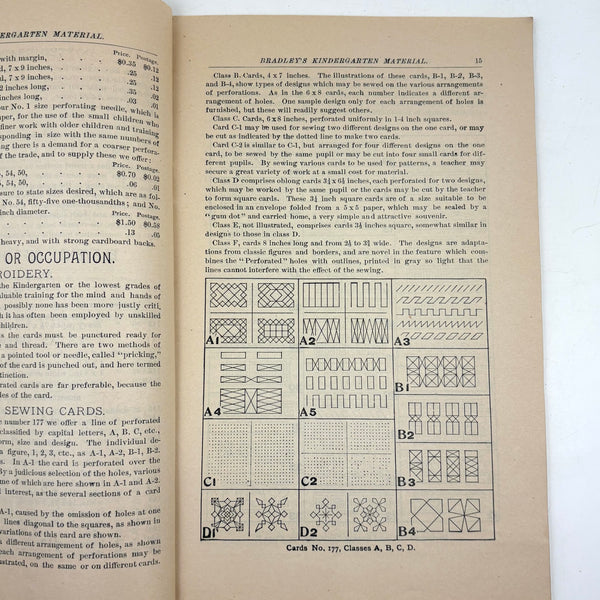 ERGARTEN MATERIAL.
Price. Postage.
with margin, $0.35 $0.12
d, 7 x 9 inches, .25 .12
d, 7 x 9 inches, .25 .12
2 inches long, .35
inches long, .03 .01
ur No. 1 size perforating needle, which is
paper, for the use of the small children who
finer work with older children and training
responding in size with the same numbers of
ng there is a demand for a coarser perfora-
of the trade, and to supply these we offer:
Price. Postage.
, 54, 50, $0.70 $0.02
54, 50, .06 .01
sure to state sizes desired, which are as fol-
No. 54, fifty-five one-thousandths; and No.
inch diameter. Price. Postage.
$1.50 $0.58
.13 .05
heavy, and with strong cardboard backs.
OR OCCUPATION.
ROIDERY.
the Kindergarten or the lowest grades of
aluable training for the mind and hands of
possibly none has been more justly criti-
h it has often been employed by unskilled
children.
s the cards must be punctured ready for
e and thread. There are two methods of
a pointed tool or needle, called "pricking,"
of the card is punched out, and here termed
tinction.
rated cards are far preferable, because the
les of the card.
SEWING CARDS.
e number 177 we offer a line of perforated
classified by capital letters, A, B, C, etc.,
orm, size and design. The individual de-
a figure, 1, 2, 3, etc., as A-1, A-2, B-1, B-2.
s. In A-1 the card is perforated over the
By a judicious selection of the holes, various
me of which are here shown in A-1 and A-2.
l interest, as the several sections of a card
A-1, caused by the omission of holes at one
lines diagonal to the squares, as shown in
variations of this card are shown.
a different arrangement of holes, as shown
each arrangement of perforations may be
ustrated, on the same or on different cards.
BRADLEY'S KINDERGARTEN MATERIAL. 15
Class B. Cards, 4 x 7 inches. The illustrations of these cards, B-1, B-2, B-3,
and B-4, show types of designs which may be sewed on the various arrangements
of perforations. As in the 6 x 8 cards, each number indicates a different ar-
rangement of holes. One sample design only for each arrangement of holes is
furnished, but these will readily suggest others.
Class C. Cards, 6 x 8 inches, perforated uniformly in 1-4 inch squares.
Card C-1 may be used for sewing two different designs on the one card, or may
be cut as indicated by the dotted line to make two cards.
Card C-2 is similar to C-1, but arranged for four different designs on the one
card, to be sewed by the same pupil or may be cut into four small cards for dif-
ferent pupils. By sewing various cards to be used for patterns, a teacher may
secure a great variety of work at a small cost for material.
Class D comprises oblong cards 3½ x 6½ inches, each perforated for two designs,
which may be worked by the same pupil or the cards may be cut by the teacher
to form square cards. These 3½ inch square cards are of a size suitable to be
enclosed in an envelope folded from a 5 x 5 paper, which may be sealed by a
"gum dot" and carried home, a very simple and attractive souvenir.
Class E, not illustrated, comprises cards 3½ inches square, somewhat similar in
designs to those in class D.
Class F, cards 8 inches long and from 2½ to 3½ wide. The designs are adapta-
tions from classic figures and borders, and are novel in the feature which com-
bines the "Perforated" holes with outlines, printed in gray so light that the
lines cannot interfere with the effect of the sewing.
A1 A2 A3
B1
A4 A5
B2
C1 C2 B3
D1 D2 B4
Cards No. 177, Classes A, B, C, D.